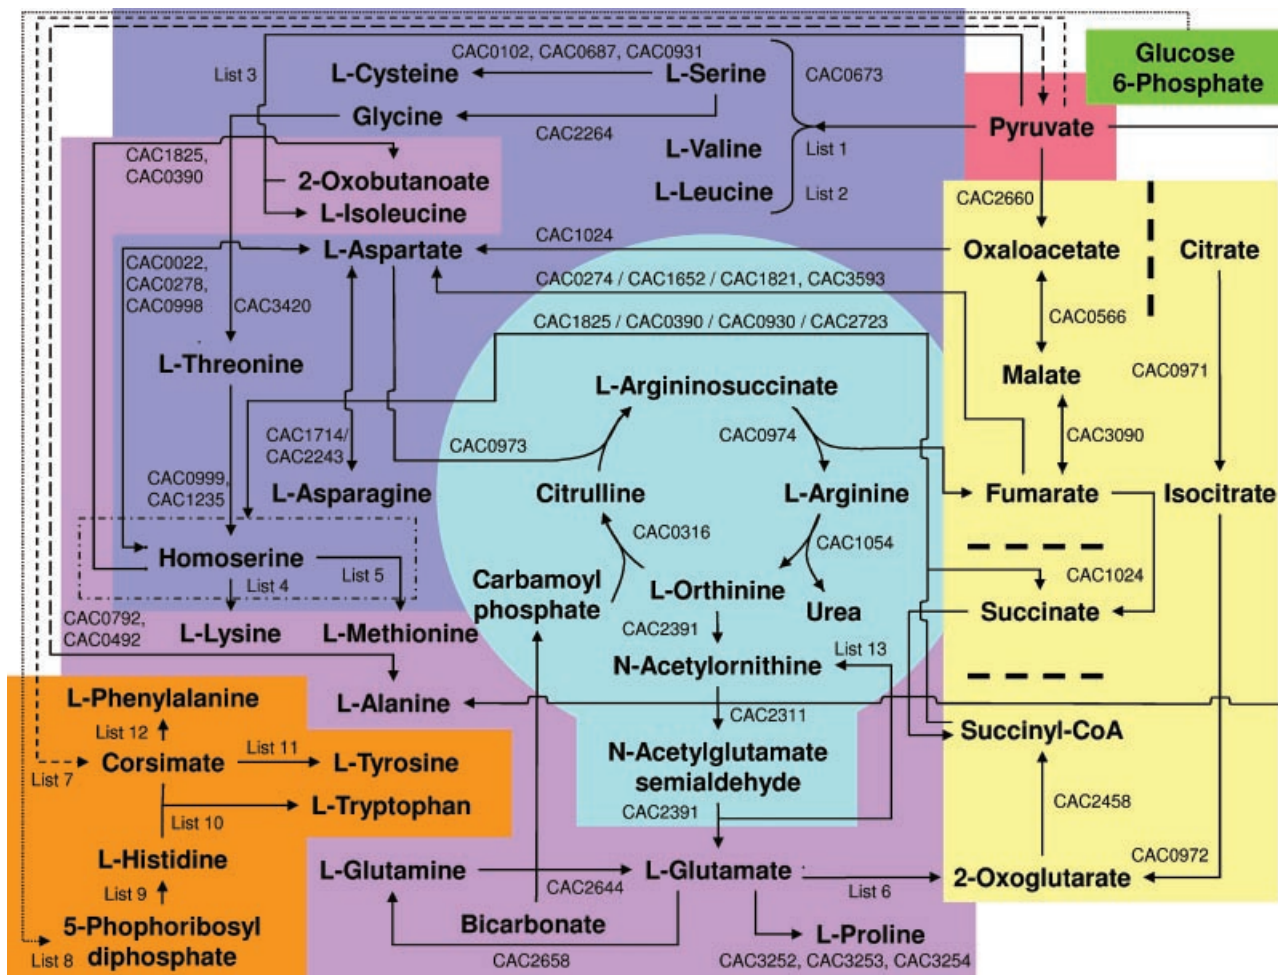 Glucose
6-Phosphate
CAC0102, CAC0687, CAC0931
List 3
L-Cysteine
L-Serine
CAC0673
Glycine
CAC2264
Pyruvate
CAC1825,
CAC0390
L-Valine
List 1
2-Oxobutanoate
L-Leucine
List 2
CAC2660
L-Isoleucine
L-Aspartate
CAC1024
Oxaloacetate
Citrate
CAC0022,
CAC0278,
CAC0998
CAC0274 / CAC1652 / CAC1821, CAC3593
CAC3420
CAC1825 / CAC0390 / CAC0930 / CAC2723
CAC0566
L-Threonine
L-Argininosuccinate
Malate
CAC0971
CAC1714/
CAC2243
CAC0973
CAC0974
CAC3090
CAC0999,
CAC1235
L-Asparagine
Citrulline
L-Arginine
Fumarate
Isocitrate
CAC0316
CAC1054
Homoserine
List 4
List 5
Carbamoyl
phosphate
L-Orthinine
Urea
CAC1024
Succinate
CAC0792,
CAC0492
L-Lysine
L-Methionine
CAC2391
List 13
N-Acetylornithine
L-Phenylalanine
L-Alanine
CAC2311
List 12
List 11
Succinyl-CoA
List 7
Corsimate
L-Tyrosine
N-Acetylglutamate
semialdehyde
L-Tryptophan
CAC2391
CAC2458
List 10
L-Histidine
L-Glutamine
CAC2644
L-Glutamate
List 6
2-Oxoglutarate
CAC0972
List 9
5-Phophoribosyl
diphosphate
List 8
Bicarbonate
L-Proline
CAC2658
CAC3252, CAC3253, CAC3254